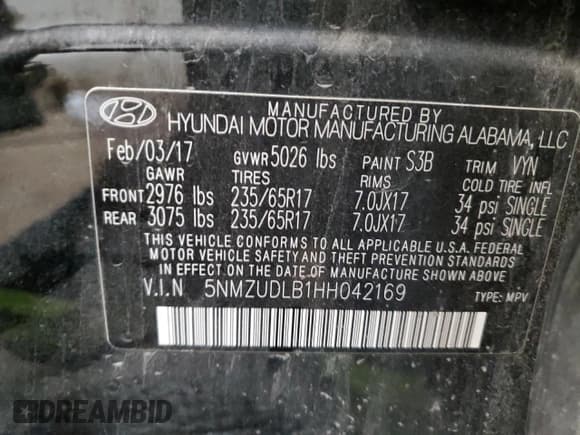 MANUFACTURED BY
HYUNDAI MOTOR MANUFACTURING ALABAMA, LLC
Feb/03/17 GVWR 5026 lbs PAINT S3B TRIM VYN
GAWR TIRES RIMS COLD TIRE INFL
FRONT 2976 lbs 235/65R17 7.0JX17 34 psi SINGLE
REAR 3075 lbs 235/65R17 7.0JX17 34 psi SINGLE
THIS VEHICLE CONFORMS TO ALL APPLICABLE U.S.A. FEDERAL
MOTOR VEHICLE SAFETY AND THEFT PREVENTION STANDARDS
IN EFFECT ON THE DATE OF MANUFACTURE SHOWN ABOVE.
V.I.N 5NMZUDLB1HH042169 TYPE: MPV
DREAMBID